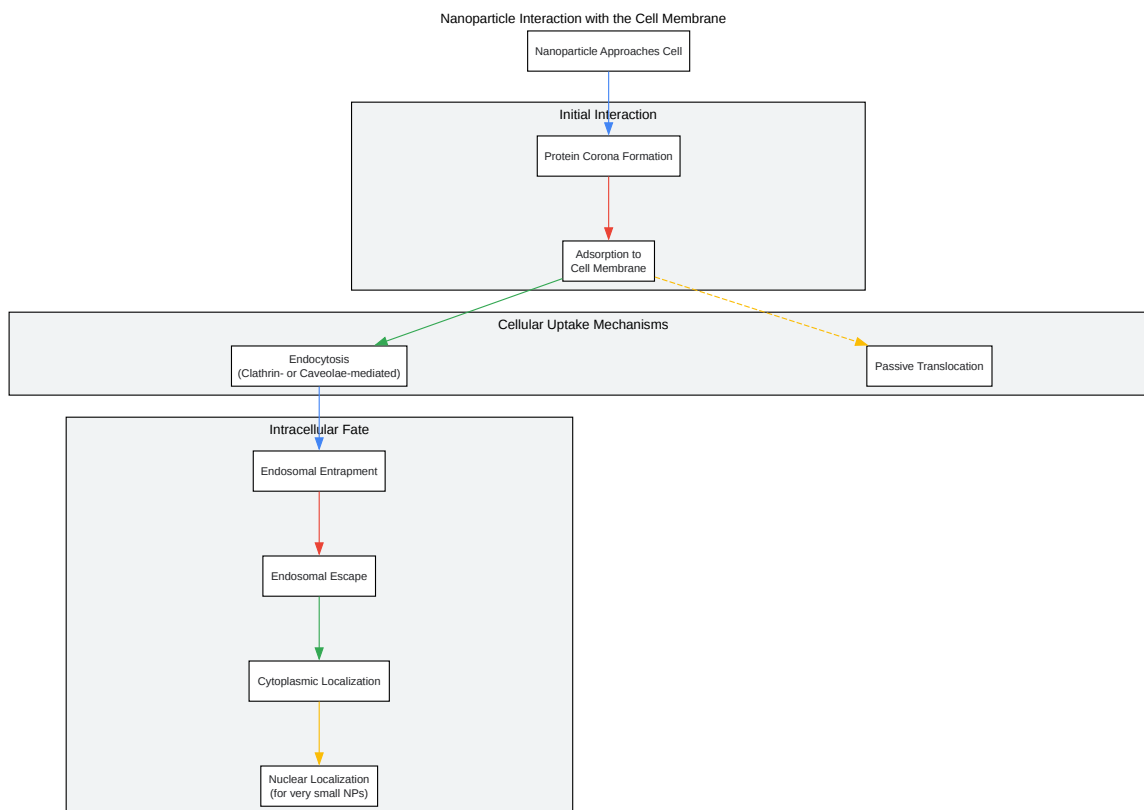 Nanoparticle Interaction with the Cell Membrane
Nanoparticle Approaches Cell
Initial Interaction
Protein Corona Formation
Adsorption to
Cell Membrane
Cellular Uptake Mechanisms
Endocytosis
(Clathrin- or Caveolae-mediated)
Passive Translocation
Intracellular Fate
Endosomal Entrapment
Endosomal Escape
Cytoplasmic Localization
Nuclear Localization
(for very small NPs)